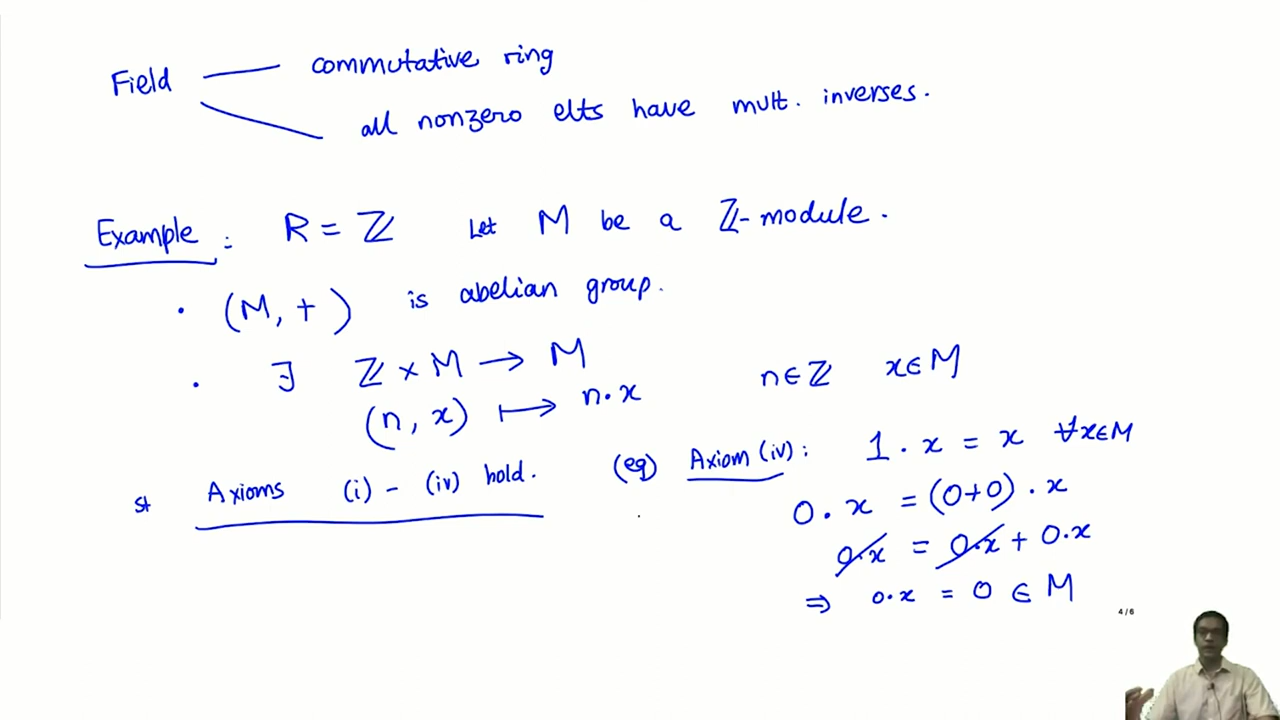 Field — commutative ring
all nonzero elts have mult. inverses.
Example : R = ℤ Let M be a ℤ-module.
• (M, +) is abelian group.
• ∃ ℤ × M → M n∈ℤ x∈M
(n, x) ↦ n·x
st Axioms (i) - (iv) hold. (eg) Axiom (iv): 1 · x = x ∀x∈M
0 · x = (0+0) · x
0·x = 0·x + 0·x
⇒ 0·x = 0 ∈ M
4 / 6